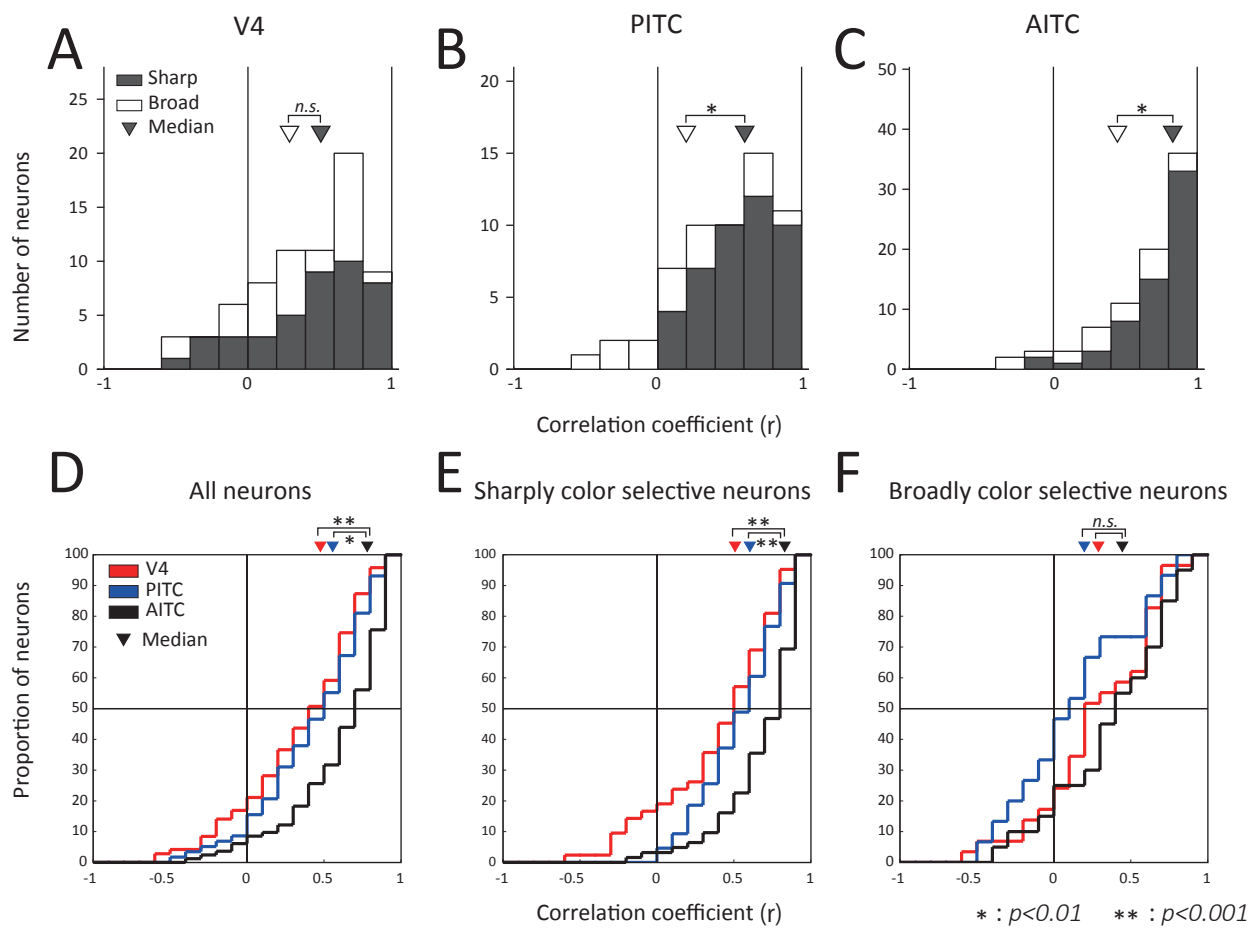 A V4
B PITC
C AITC
Sharp
Broad
Median
n.s.
*
*
25
20
15
10
5
0
20
15
10
5
0
50
40
30
20
10
0
-1 0 1
-1 0 1
-1 0 1
Number of neurons
Correlation coefficient (r)
D All neurons
E Sharply color selective neurons
F Broadly color selective neurons
**
*
**
**
n.s.
V4
PITC
AITC
Median
100
90
80
70
60
50
40
30
20
10
0
100
90
80
70
60
50
40
30
20
10
0
100
90
80
70
60
50
40
30
20
10
0
-1 -0.5 0 0.5 1
-1 -0.5 0 0.5 1
-1 -0.5 0 0.5 1
Proportion of neurons
Correlation coefficient (r)
* : p<0.01 ** : p<0.001